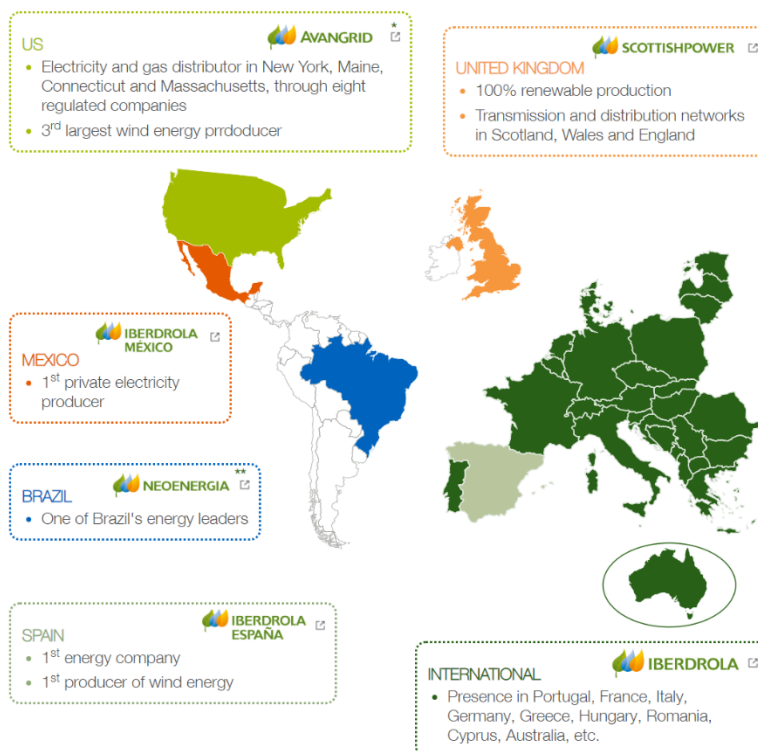 AVANGRID *
US
• Electricity and gas distributor in New York, Maine,
Connecticut and Massachusetts, through eight
regulated companies
• 3rd largest wind energy prrdoducer
SCOTTISHPOWER
UNITED KINGDOM
• 100% renewable production
• Transmission and distribution networks
in Scotland, Wales and England
IBERDROLA
MÉXICO
MEXICO
• 1st private electricity
producer
NEOENERGIA **
BRAZIL
• One of Brazil's energy leaders
IBERDROLA
ESPAÑA
SPAIN
• 1st energy company
• 1st producer of wind energy
IBERDROLA
INTERNATIONAL
• Presence in Portugal, France, Italy,
Germany, Greece, Hungary, Romania,
Cyprus, Australia, etc.